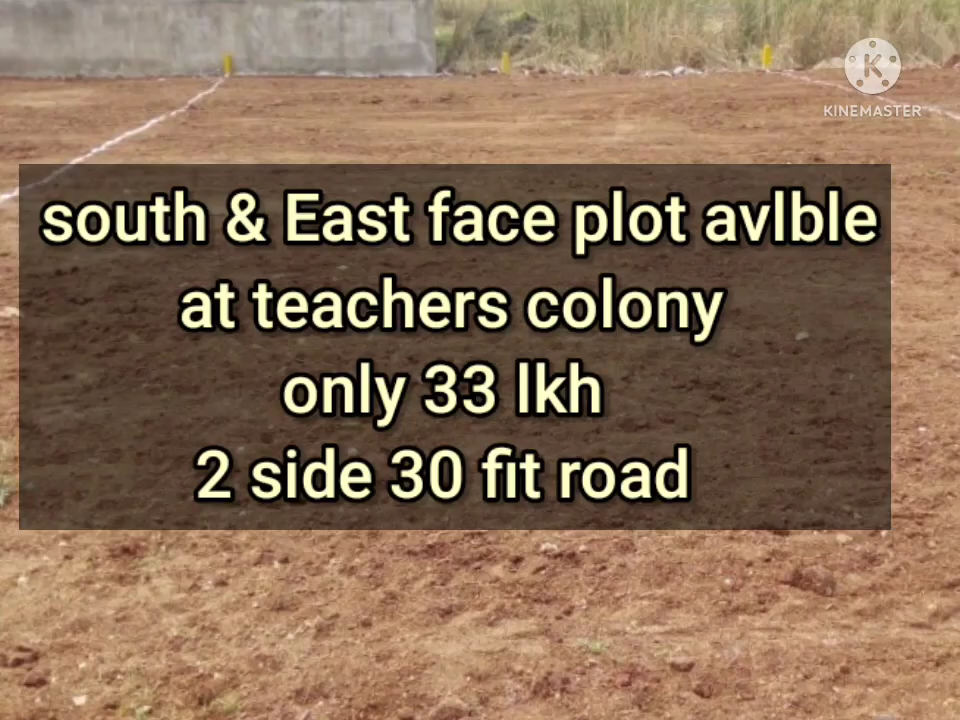 KINEMASTER
south & East face plot avlble
at teachers colony
only 33 lkh
2 side 30 fit road